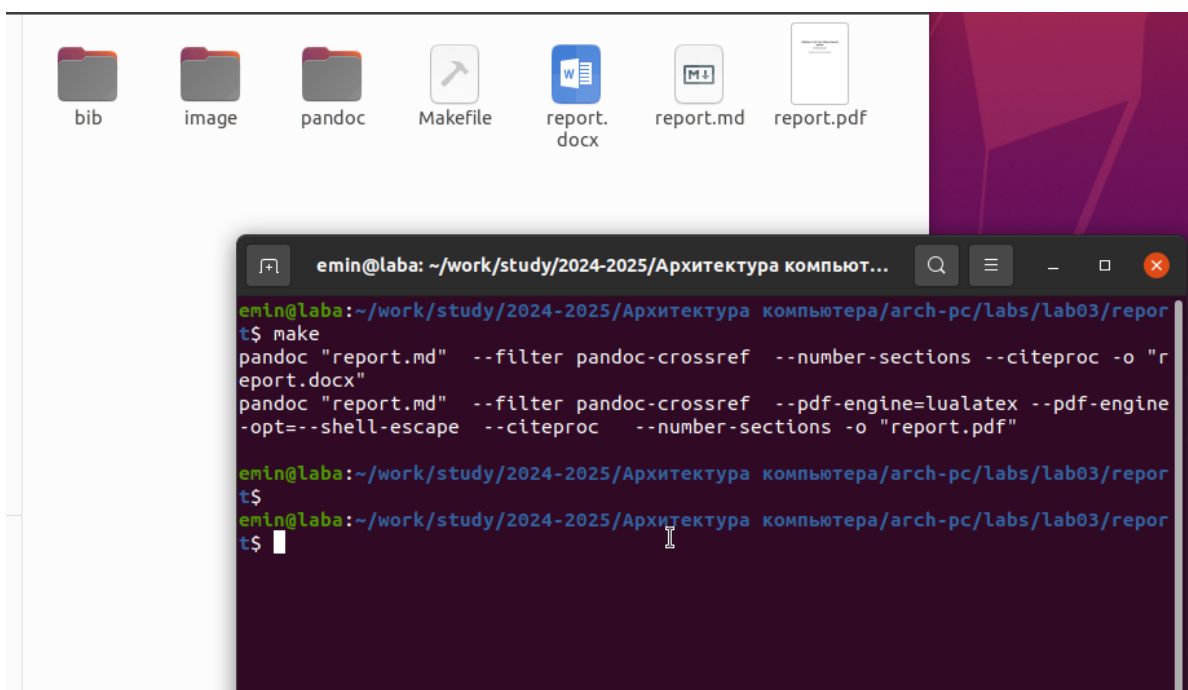 bib
image
pandoc
Makefile
report.
docx
report.md
report.pdf
emin@laba: ~/work/study/2024-2025/Архитектура компьют...
emin@laba:~/work/study/2024-2025/Архитектура компьютера/arch-pc/labs/lab03/repor
t$ make
pandoc "report.md"  --filter pandoc-crossref  --number-sections --citeproc -o "r
eport.docx"
pandoc "report.md"  --filter pandoc-crossref  --pdf-engine=lualatex --pdf-engine
-opt=--shell-escape  --citeproc   --number-sections -o "report.pdf"
emin@laba:~/work/study/2024-2025/Архитектура компьютера/arch-pc/labs/lab03/repor
t$
emin@laba:~/work/study/2024-2025/Архитектура компьютера/arch-pc/labs/lab03/repor
t$